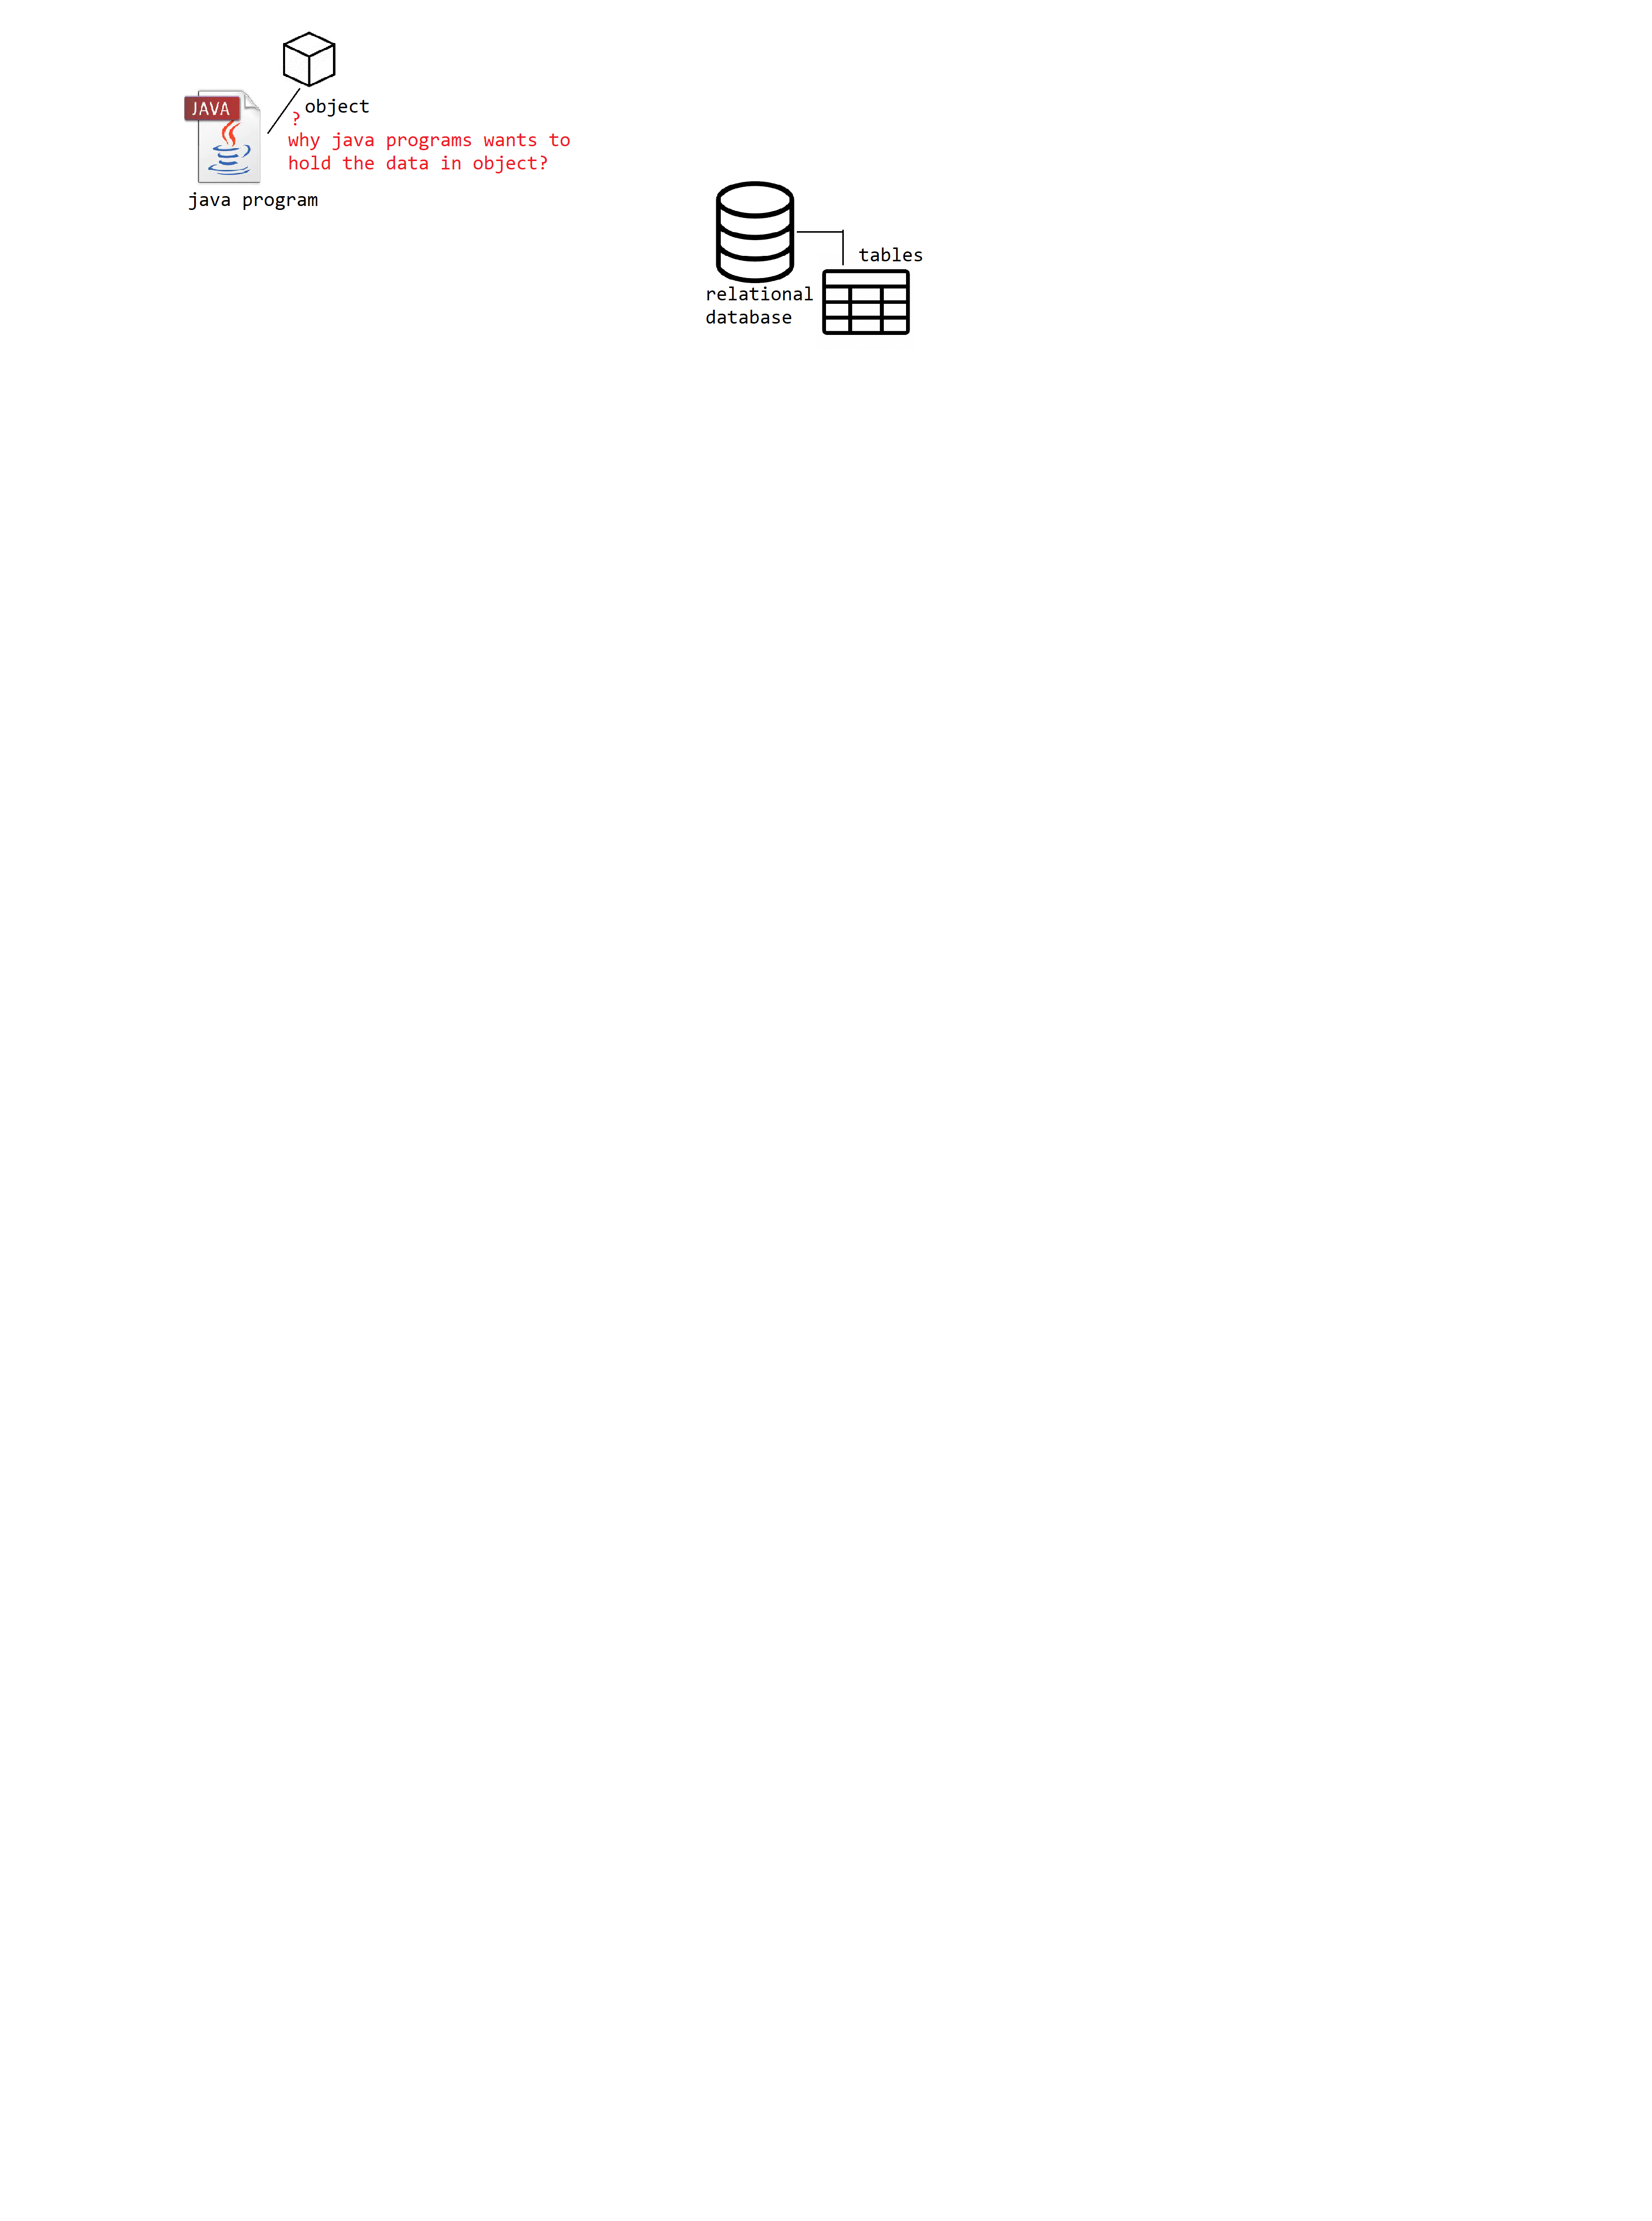 object
JAVA
?
why java programs wants to
hold the data in object?
java program
tables
relational
database